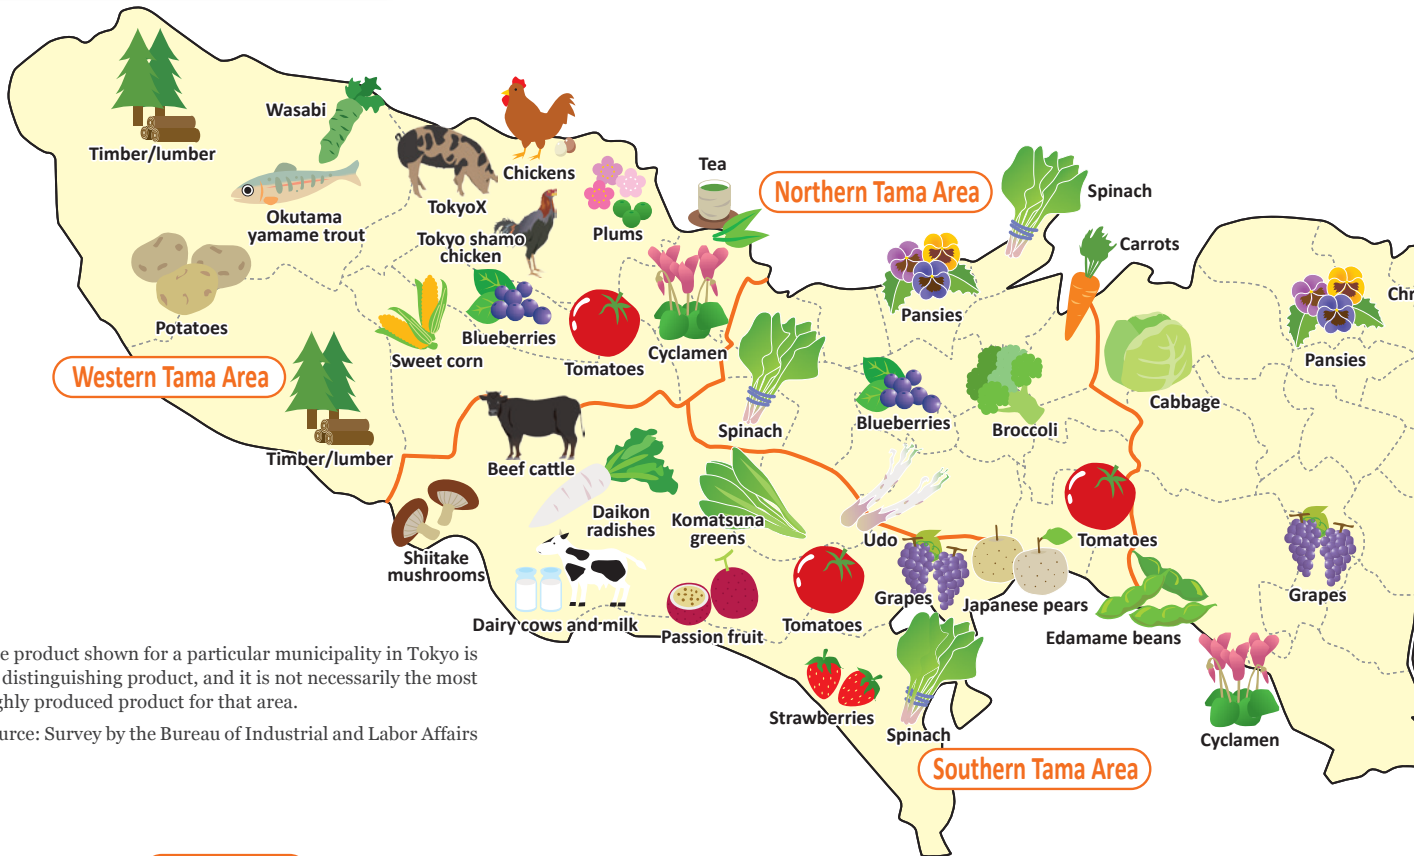 Timber/lumber
Wasabi
Okutama
yamame trout
Potatoes
TokyoX
Chickens
Tokyo shamo
chicken
Plums
Tea
Northern Tama Area
Spinach
Carrots
Pansies
Sweet corn
Blueberries
Tomatoes
Cyclamen
Western Tama Area
Timber/lumber
Spinach
Blueberries
Broccoli
Cabbage
Pansies
Chr
Beef cattle
Daikon
radishes
Komatsuna
greens
Udo
Tomatoes
Shiitake
mushrooms
Dairy cows and milk
Passion fruit
Tomatoes
Grapes
Japanese pears
Edamame beans
Grapes
Strawberries
Spinach
Cyclamen
Southern Tama Area
e product shown for a particular municipality in Tokyo is
distinguishing product, and it is not necessarily the most
ghly produced product for that area.
urce: Survey by the Bureau of Industrial and Labor Affairs